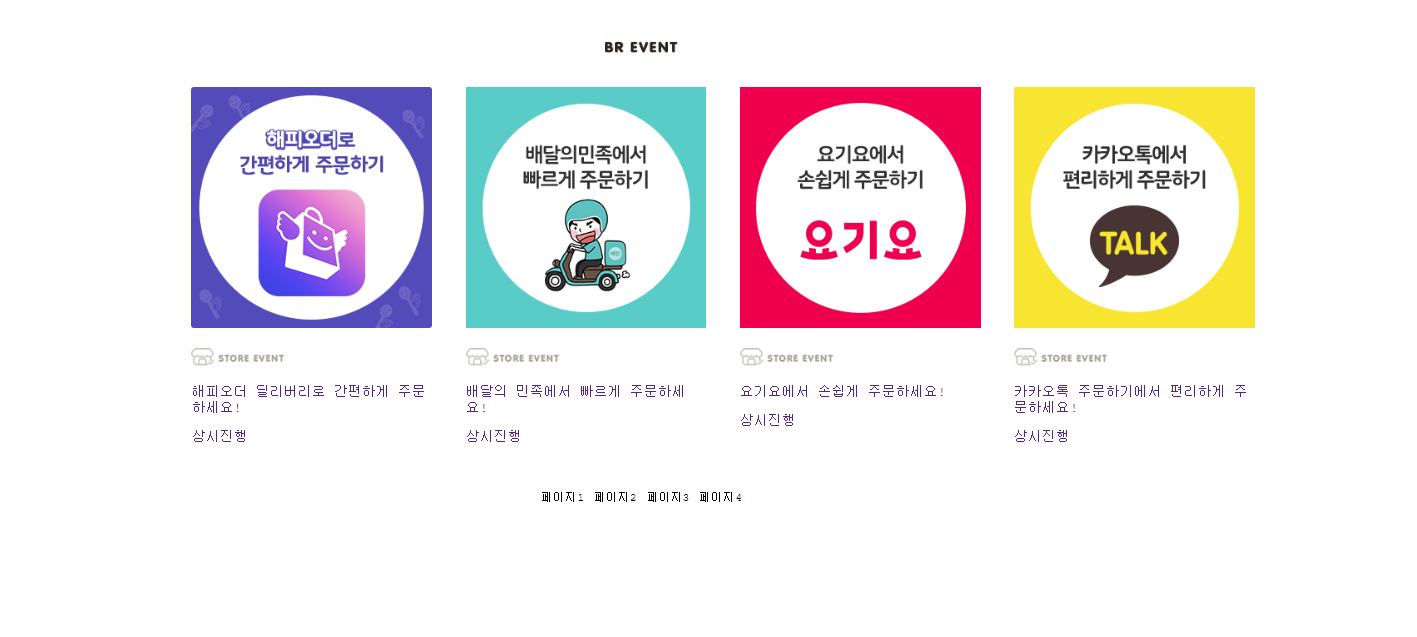 BR EVENT
해피오더로
간편하게 주문하기
배달의민족에서
빠르게 주문하기
요기요에서
손쉽게 주문하기
요기요
카카오톡에서
편리하게 주문하기
TALK
STORE EVENT
해피오더 딜리버리로 간편하게 주문
하세요!
상시진행
STORE EVENT
배달의 민족에서 빠르게 주문하세
요!
상시진행
STORE EVENT
요기요에서 손쉽게 주문하세요!
상시진행
STORE EVENT
카카오톡 주문하기에서 편리하게 주
문하세요!
상시진행
페이지1 페이지2 페이지3 페이지4